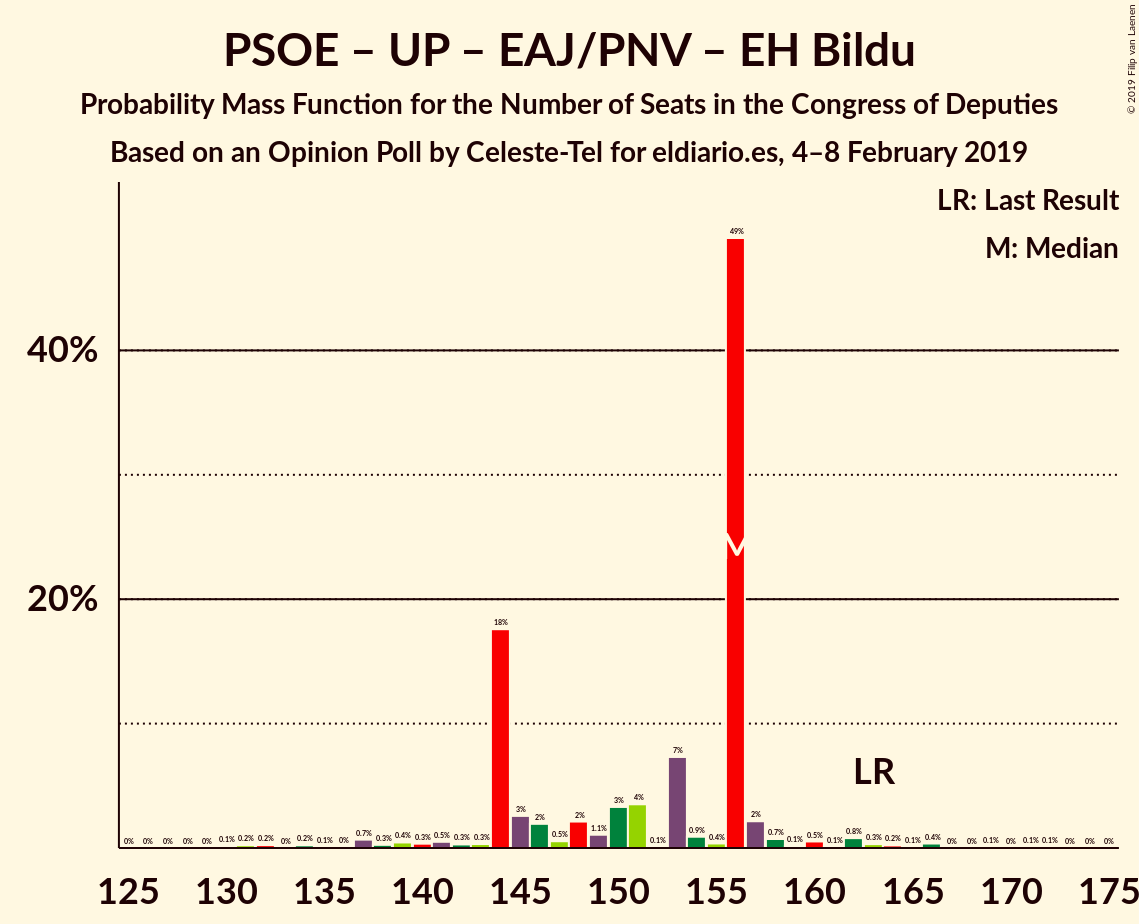 PSOE – UP – EAJ/PNV – EH Bildu
Probability Mass Function for the Number of Seats in the Congress of Deputies
Based on an Opinion Poll by Celeste-Tel for eldiario.es, 4–8 February 2019
© 2019 Filip van Laenen
LR: Last Result
M: Median
40%
20%
0% 0% 0% 0% 0% 0.1% 0.2% 0.2% 0% 0.2% 0.1% 0% 0.7% 0.3% 0.4% 0.3% 0.5% 0.3% 0.3% 18% 3% 2% 0.5% 2% 1.1% 3% 4% 0.1% 7% 0.9% 0.4% 49% 2% 0.7% 0.1% 0.5% 0.1% 0.8% 0.3% 0.2% 0.1% 0.4% 0% 0% 0.1% 0% 0.1% 0.1% 0% 0% 0%
M
LR
125 130 135 140 145 150 155 160 165 170 175